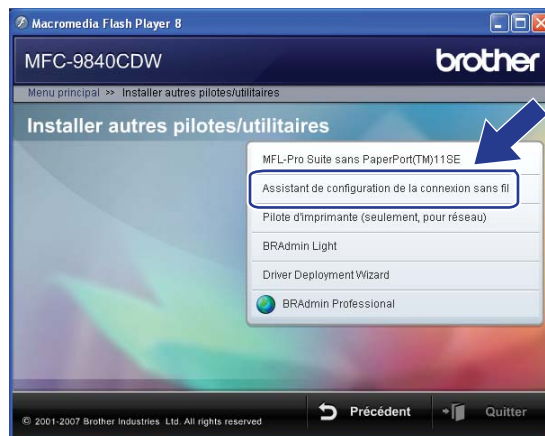 Macromedia Flash Player 8
MFC-9840CDW
brother
Menu principal >> Installer autres pilotes/utilitaires
Installer autres pilotes/utilitaires
MFL-Pro Suite sans PaperPort(TM)11SE
Assistant de configuration de la connexion sans fil
Pilote d'imprimante (seulement, pour réseau)
BRAdmin Light
Driver Deployment Wizard
BRAdmin Professional
© 2001-2007 Brother Industries Ltd. All rights reserved
Précédent
Quitter